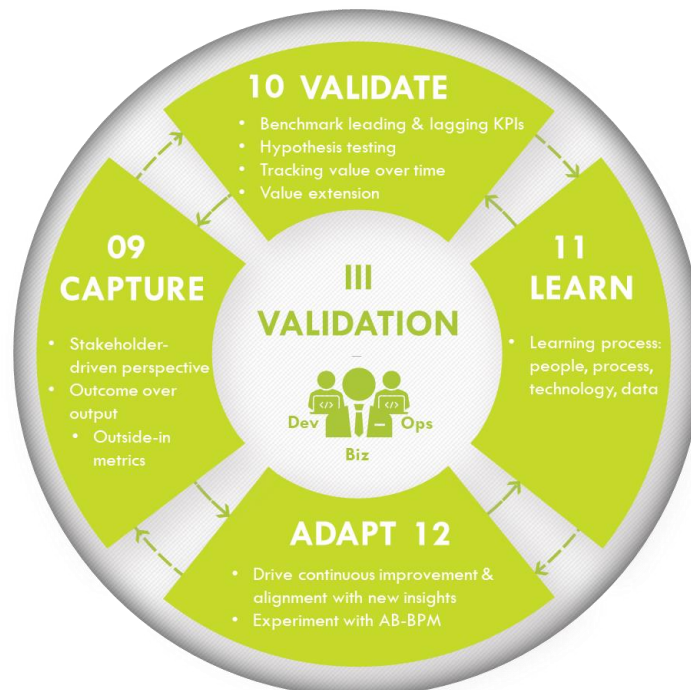 10 VALIDATE
• Benchmark leading & lagging KPIs
• Hypothesis testing
• Tracking value over time
• Value extension
09
CAPTURE
• Stakeholder-
driven perspective
• Outcome over
output
• Outside-in
metrics
III
VALIDATION
</> </>
Dev Ops
Biz
11
LEARN
• Learning process:
people, process,
technology, data
ADAPT 12
• Drive continuous improvement &
alignment with new insights
• Experiment with AB-BPM